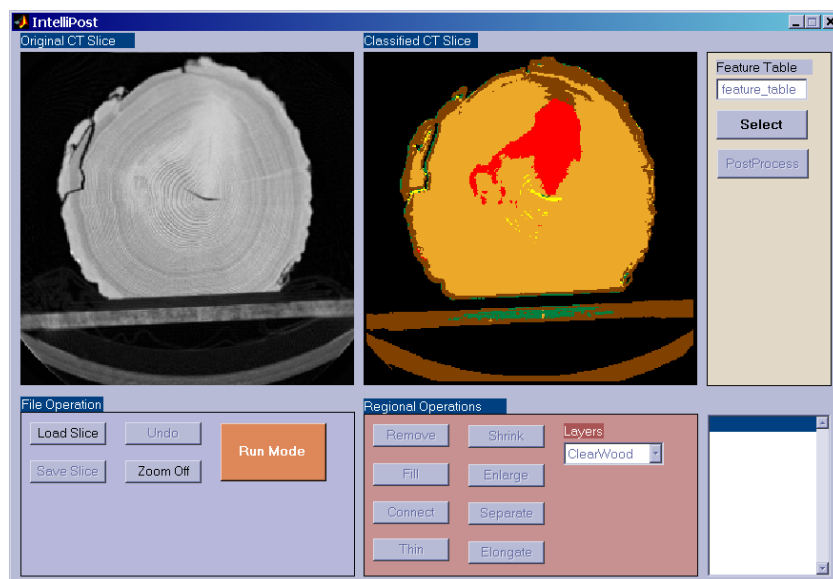 IntelliPost
Original CT Slice
Classified CT Slice
Feature Table
feature_table
Select
PostProcess
File Operation
Load Slice
Undo
Run Mode
Save Slice
Zoom Off
Regional Operations
Remove
Shrink
Layers
ClearWood
Fill
Enlarge
Connect
Separate
Thin
Elongate